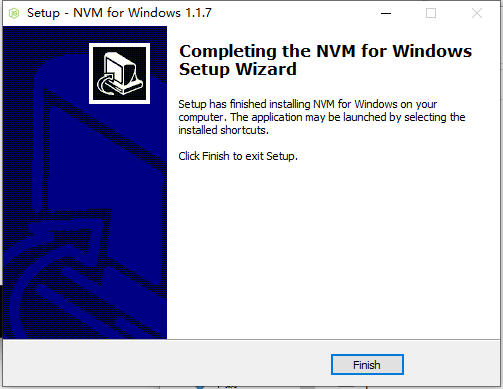 Setup - NVM for Windows 1.1.7
Completing the NVM for Windows
Setup Wizard
Setup has finished installing NVM for Windows on your
computer. The application may be launched by selecting the
installed shortcuts.
Click Finish to exit Setup.
Finish